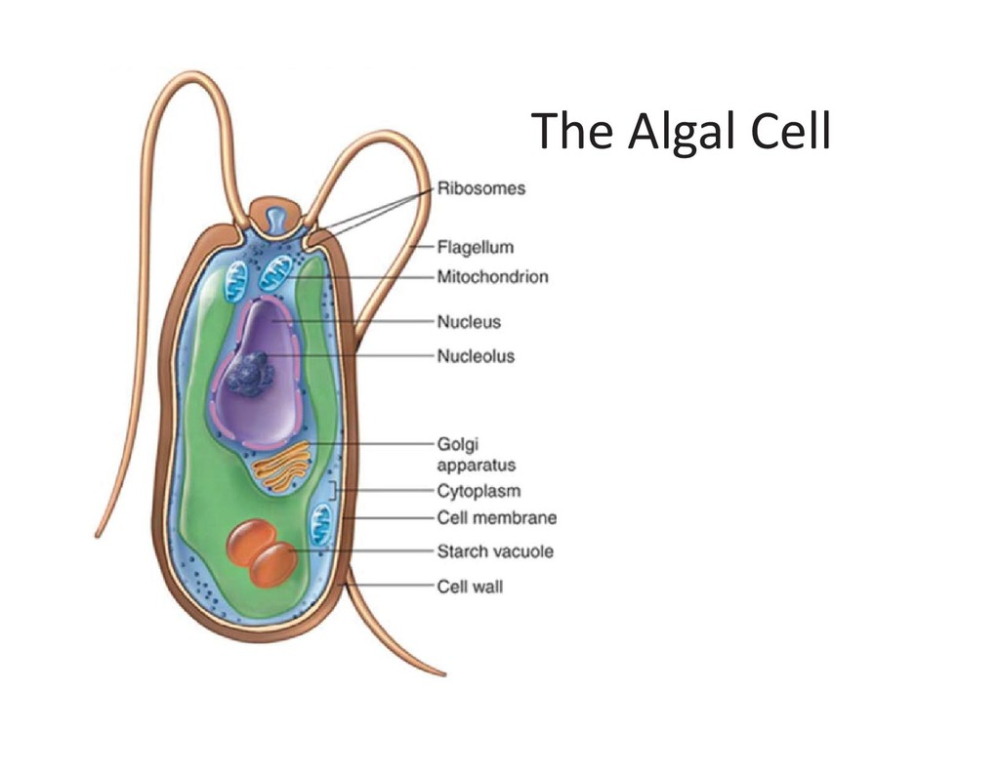 The Algal Cell
Ribosomes
Flagellum
Mitochondrion
Nucleus
Nucleolus
Golgi
apparatus
Cytoplasm
Cell membrane
Starch vacuole
Cell wall